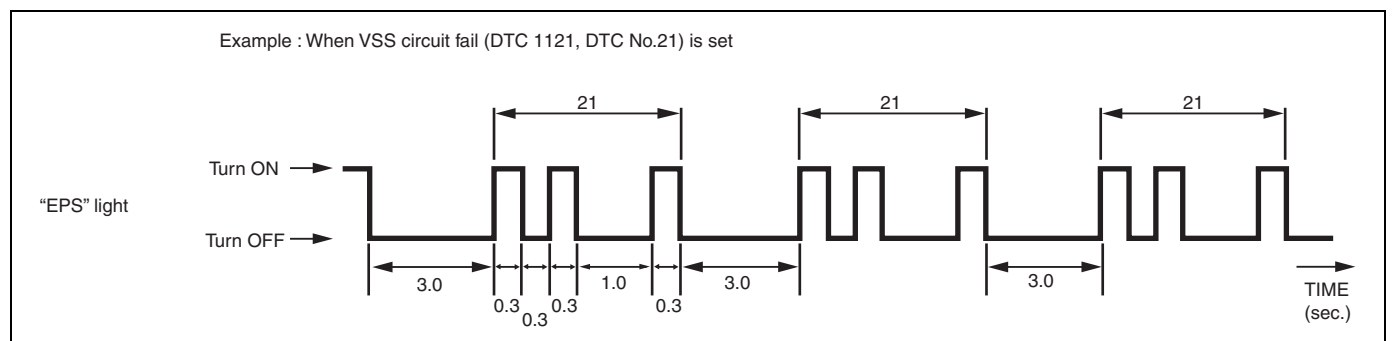 Example : When VSS circuit fail (DTC 1121, DTC No.21) is set
21 21 21
Turn ON
“EPS” light
Turn OFF
3.0 1.0 3.0 3.0
0.3 0.3 0.3
0.3
TIME
(sec.)